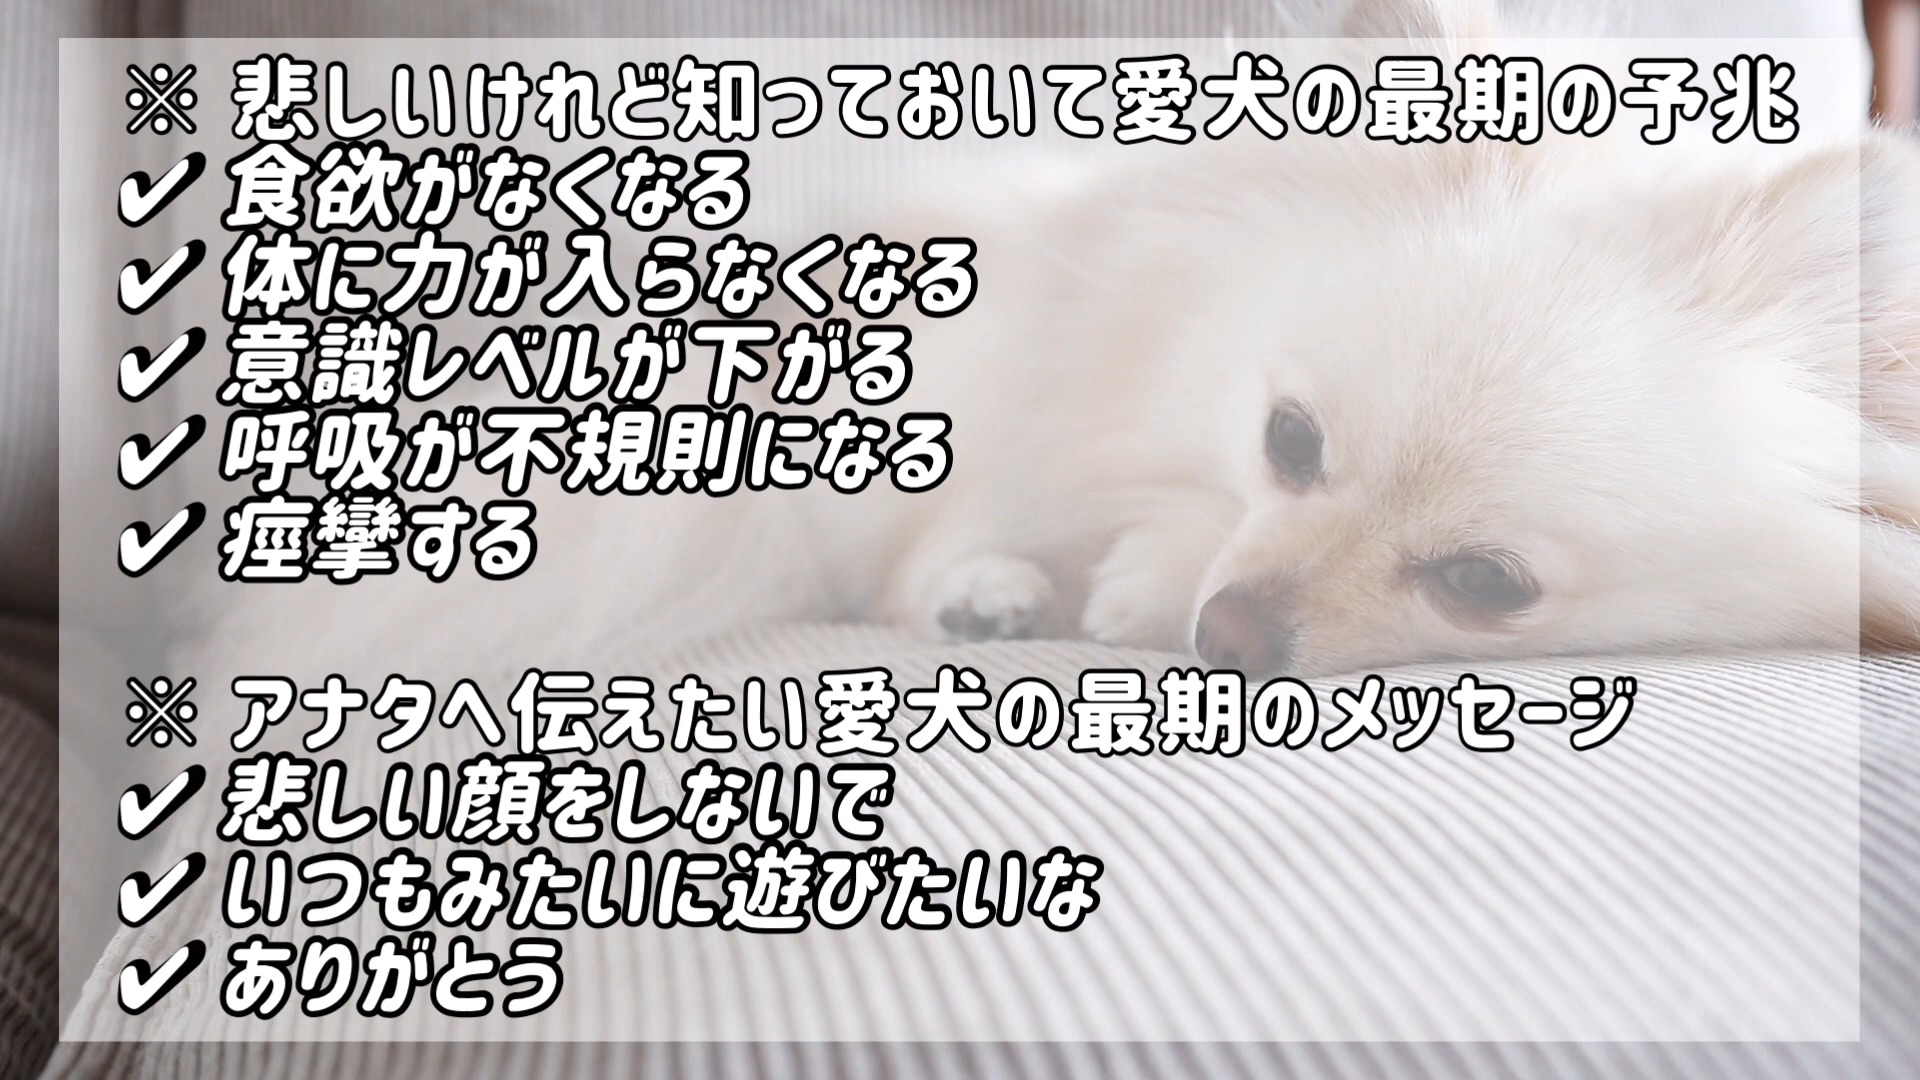 ※ 悲しいけれど知っておいて愛犬の最期の予兆
✔ 食欲がなくなる
✔ 体に力が入らなくなる
✔ 意識レベルが下がる
✔ 呼吸が不規則になる
✔ 痙攣する
※ アナタへ伝えたい愛犬の最期のメッセージ
✔ 悲しい顔をしないで
✔ いつもみたいに遊びたいな
✔ ありがとう